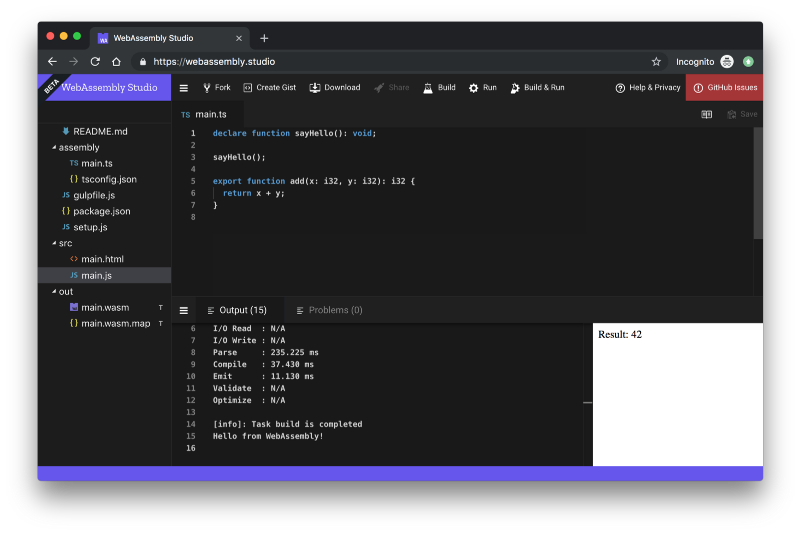 WebAssembly Studio
https://webassembly.studio
Incognito
BETA
WebAssembly Studio
Fork
Create Gist
Download
Share
Build
Run
Build & Run
Help & Privacy
GitHub Issues
README.md
assembly
TS main.ts
{ } tsconfig.json
JS gulpfile.js
{ } package.json
JS setup.js
src
<> main.html
JS main.js
out
WA main.wasm T
{ } main.wasm.map T
TS main.ts
Save
1 declare function sayHello(): void;
2
3 sayHello();
4
5 export function add(x: i32, y: i32): i32 {
6 return x + y;
7 }
8
Output (15)
Problems (0)
6 I/O Read : N/A
7 I/O Write : N/A
8 Parse : 235.225 ms
9 Compile : 37.430 ms
10 Emit : 11.130 ms
11 Validate : N/A
12 Optimize : N/A
13
14 [info]: Task build is completed
15 Hello from WebAssembly!
16
Result: 42